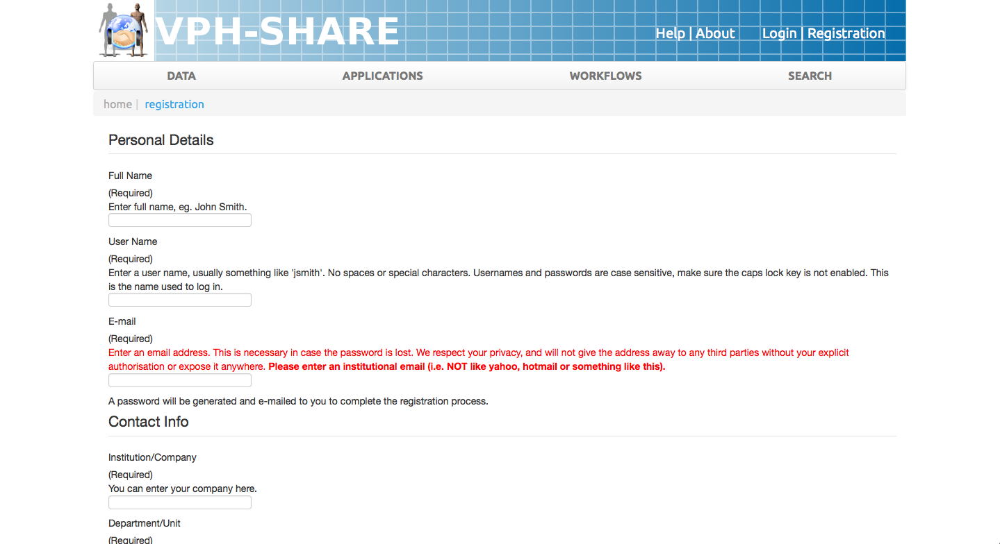 VPH-SHARE
Help | About
Login | Registration
DATA
APPLICATIONS
WORKFLOWS
SEARCH
home | registration
Personal Details
Full Name
(Required)
Enter full name, eg. John Smith.
User Name
(Required)
Enter a user name, usually something like 'jsmith'. No spaces or special characters. Usernames and passwords are case sensitive, make sure the caps lock key is not enabled. This
is the name used to log in.
E-mail
(Required)
Enter an email address. This is necessary in case the password is lost. We respect your privacy, and will not give the address away to any third parties without your explicit
authorisation or expose it anywhere. Please enter an institutional email (i.e. NOT like yahoo, hotmail or something like this).
A password will be generated and e-mailed to you to complete the registration process.
Contact Info
Institution/Company
(Required)
You can enter your company here.
Department/Unit
(Required)